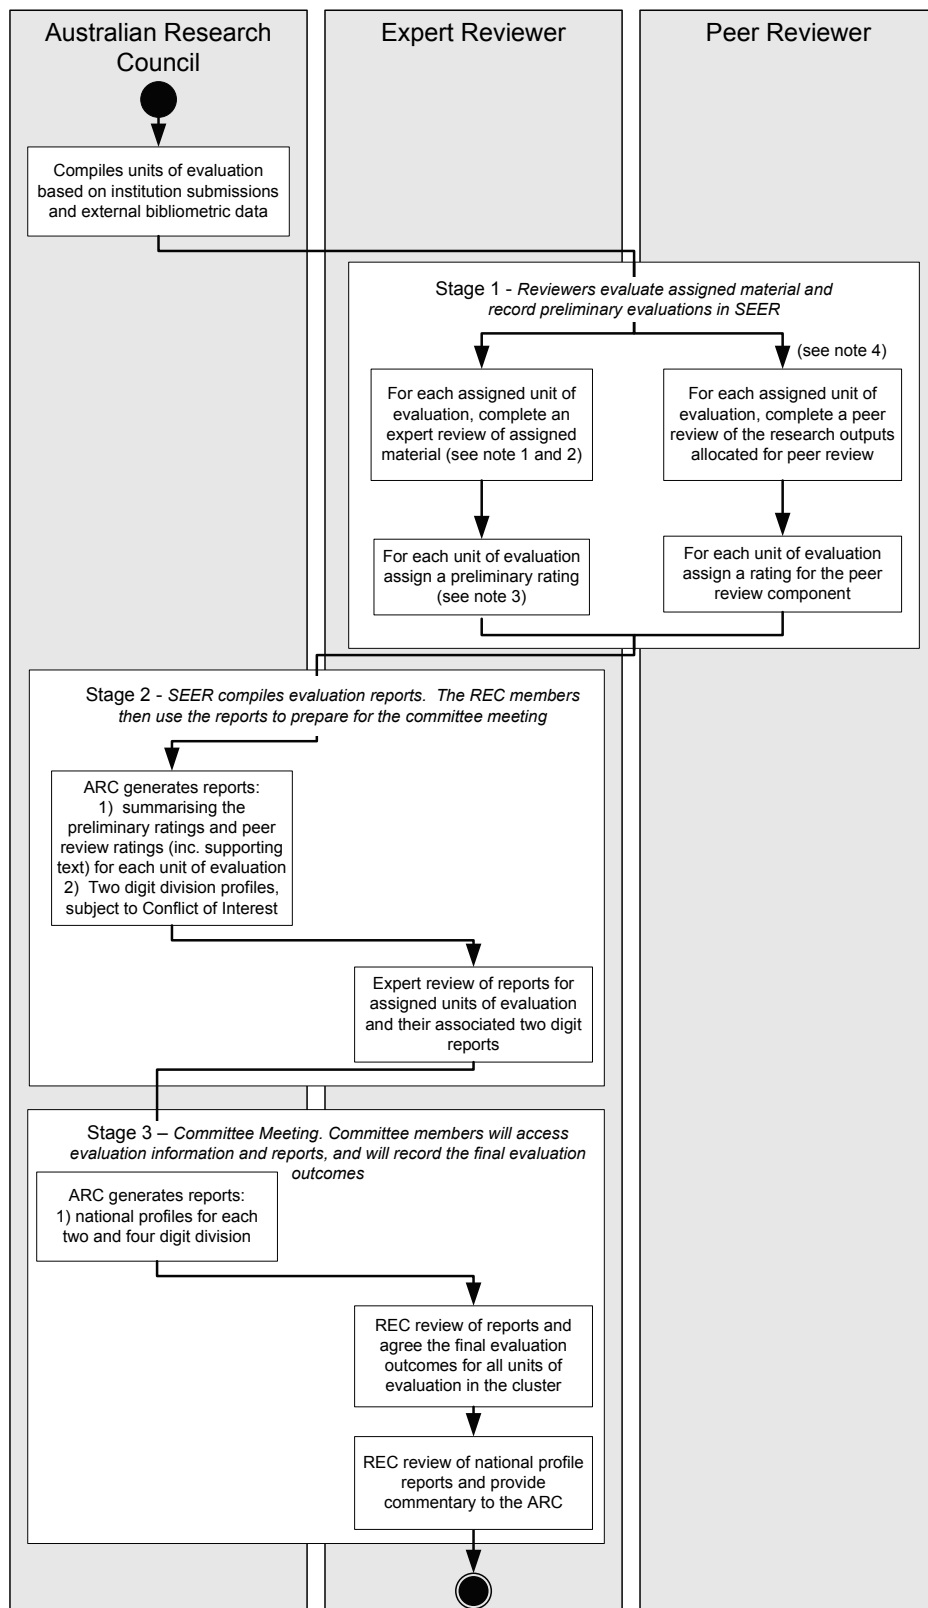 Australian Research
Council
Expert Reviewer
Peer Reviewer
Compiles units of evaluation
based on institution submissions
and external bibliometric data
Stage 1 - Reviewers evaluate assigned material and
record preliminary evaluations in SEER
(see note 4)
For each assigned unit of
evaluation, complete an
expert review of assigned
material (see note 1 and 2)
For each assigned unit of
evaluation, complete a peer
review of the research outputs
allocated for peer review
For each unit of evaluation
assign a preliminary rating
(see note 3)
For each unit of evaluation
assign a rating for the peer
review component
Stage 2 - SEER compiles evaluation reports.  The REC members
then use the reports to prepare for the committee meeting
ARC generates reports:
1)  summarising the
preliminary ratings and peer
review ratings (inc. supporting
text) for each unit of evaluation
2)  Two digit division profiles,
subject to Conflict of Interest
Expert review of reports for
assigned units of evaluation
and their associated two digit
reports
Stage 3 – Committee Meeting. Committee members will access
evaluation information and reports, and will record the final evaluation
outcomes
ARC generates reports:
1) national profiles for each
two and four digit division
REC review of reports and
agree the final evaluation
outcomes for all units of
evaluation in the cluster
REC review of national profile
reports and provide
commentary to the ARC